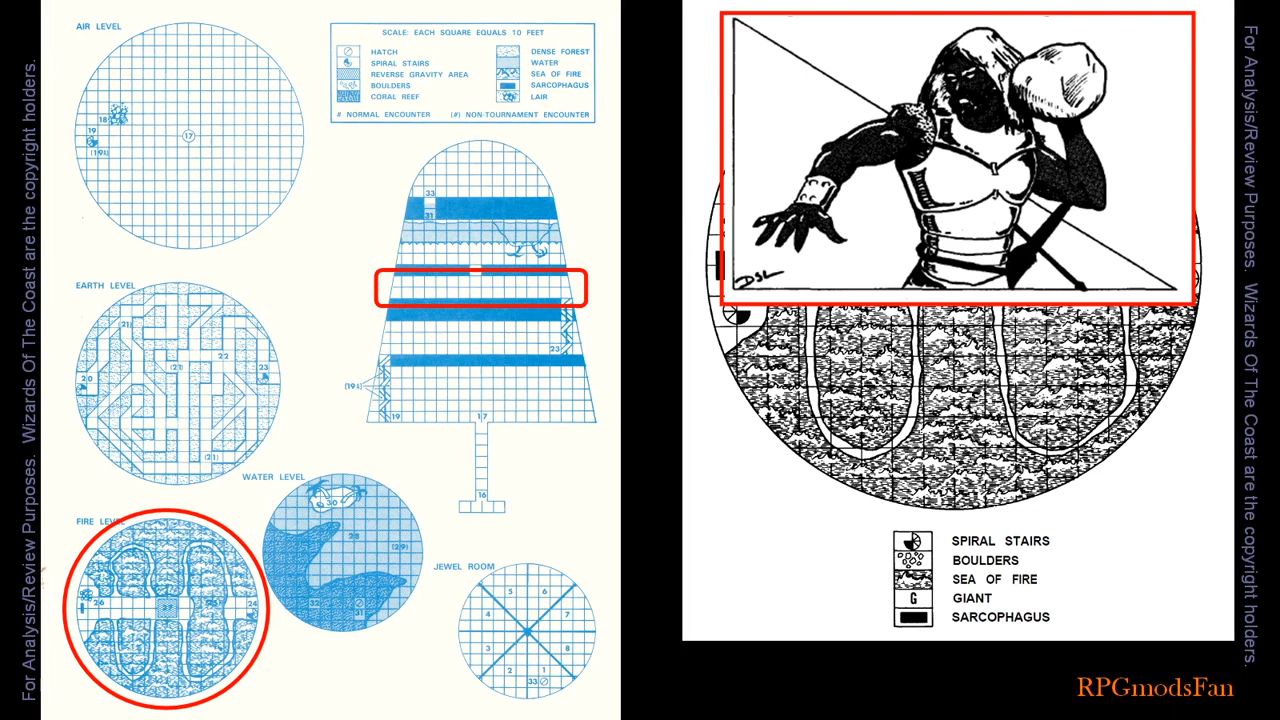 For Analysis/Review Purposes. Wizards Of The Coast are the copyright holders.
AIR LEVEL
18
19
(19A)
17
SCALE: EACH SQUARE EQUALS 10 FEET
HATCH
SPIRAL STAIRS
REVERSE GRAVITY AREA
BOULDERS
CORAL REEF
DENSE FOREST
WATER
SEA OF FIRE
SARCOPHAGUS
LAIR
# NORMAL ENCOUNTER
(#) NON-TOURNAMENT ENCOUNTER
33
31
23
(19A)
19
17
16
EARTH LEVEL
(21)
22
(21)
23
20
(21)
WATER LEVEL
30
28
(29)
32
31
FIRE LEVEL
26
27
25
24
JEWEL ROOM
5
6
4
7
3
8
2
1
33
DSL
SPIRAL STAIRS
BOULDERS
SEA OF FIRE
G
GIANT
SARCOPHAGUS
RPGmodsFan
For Analysis/Review Purposes. Wizards Of The Coast are the copyright holders.